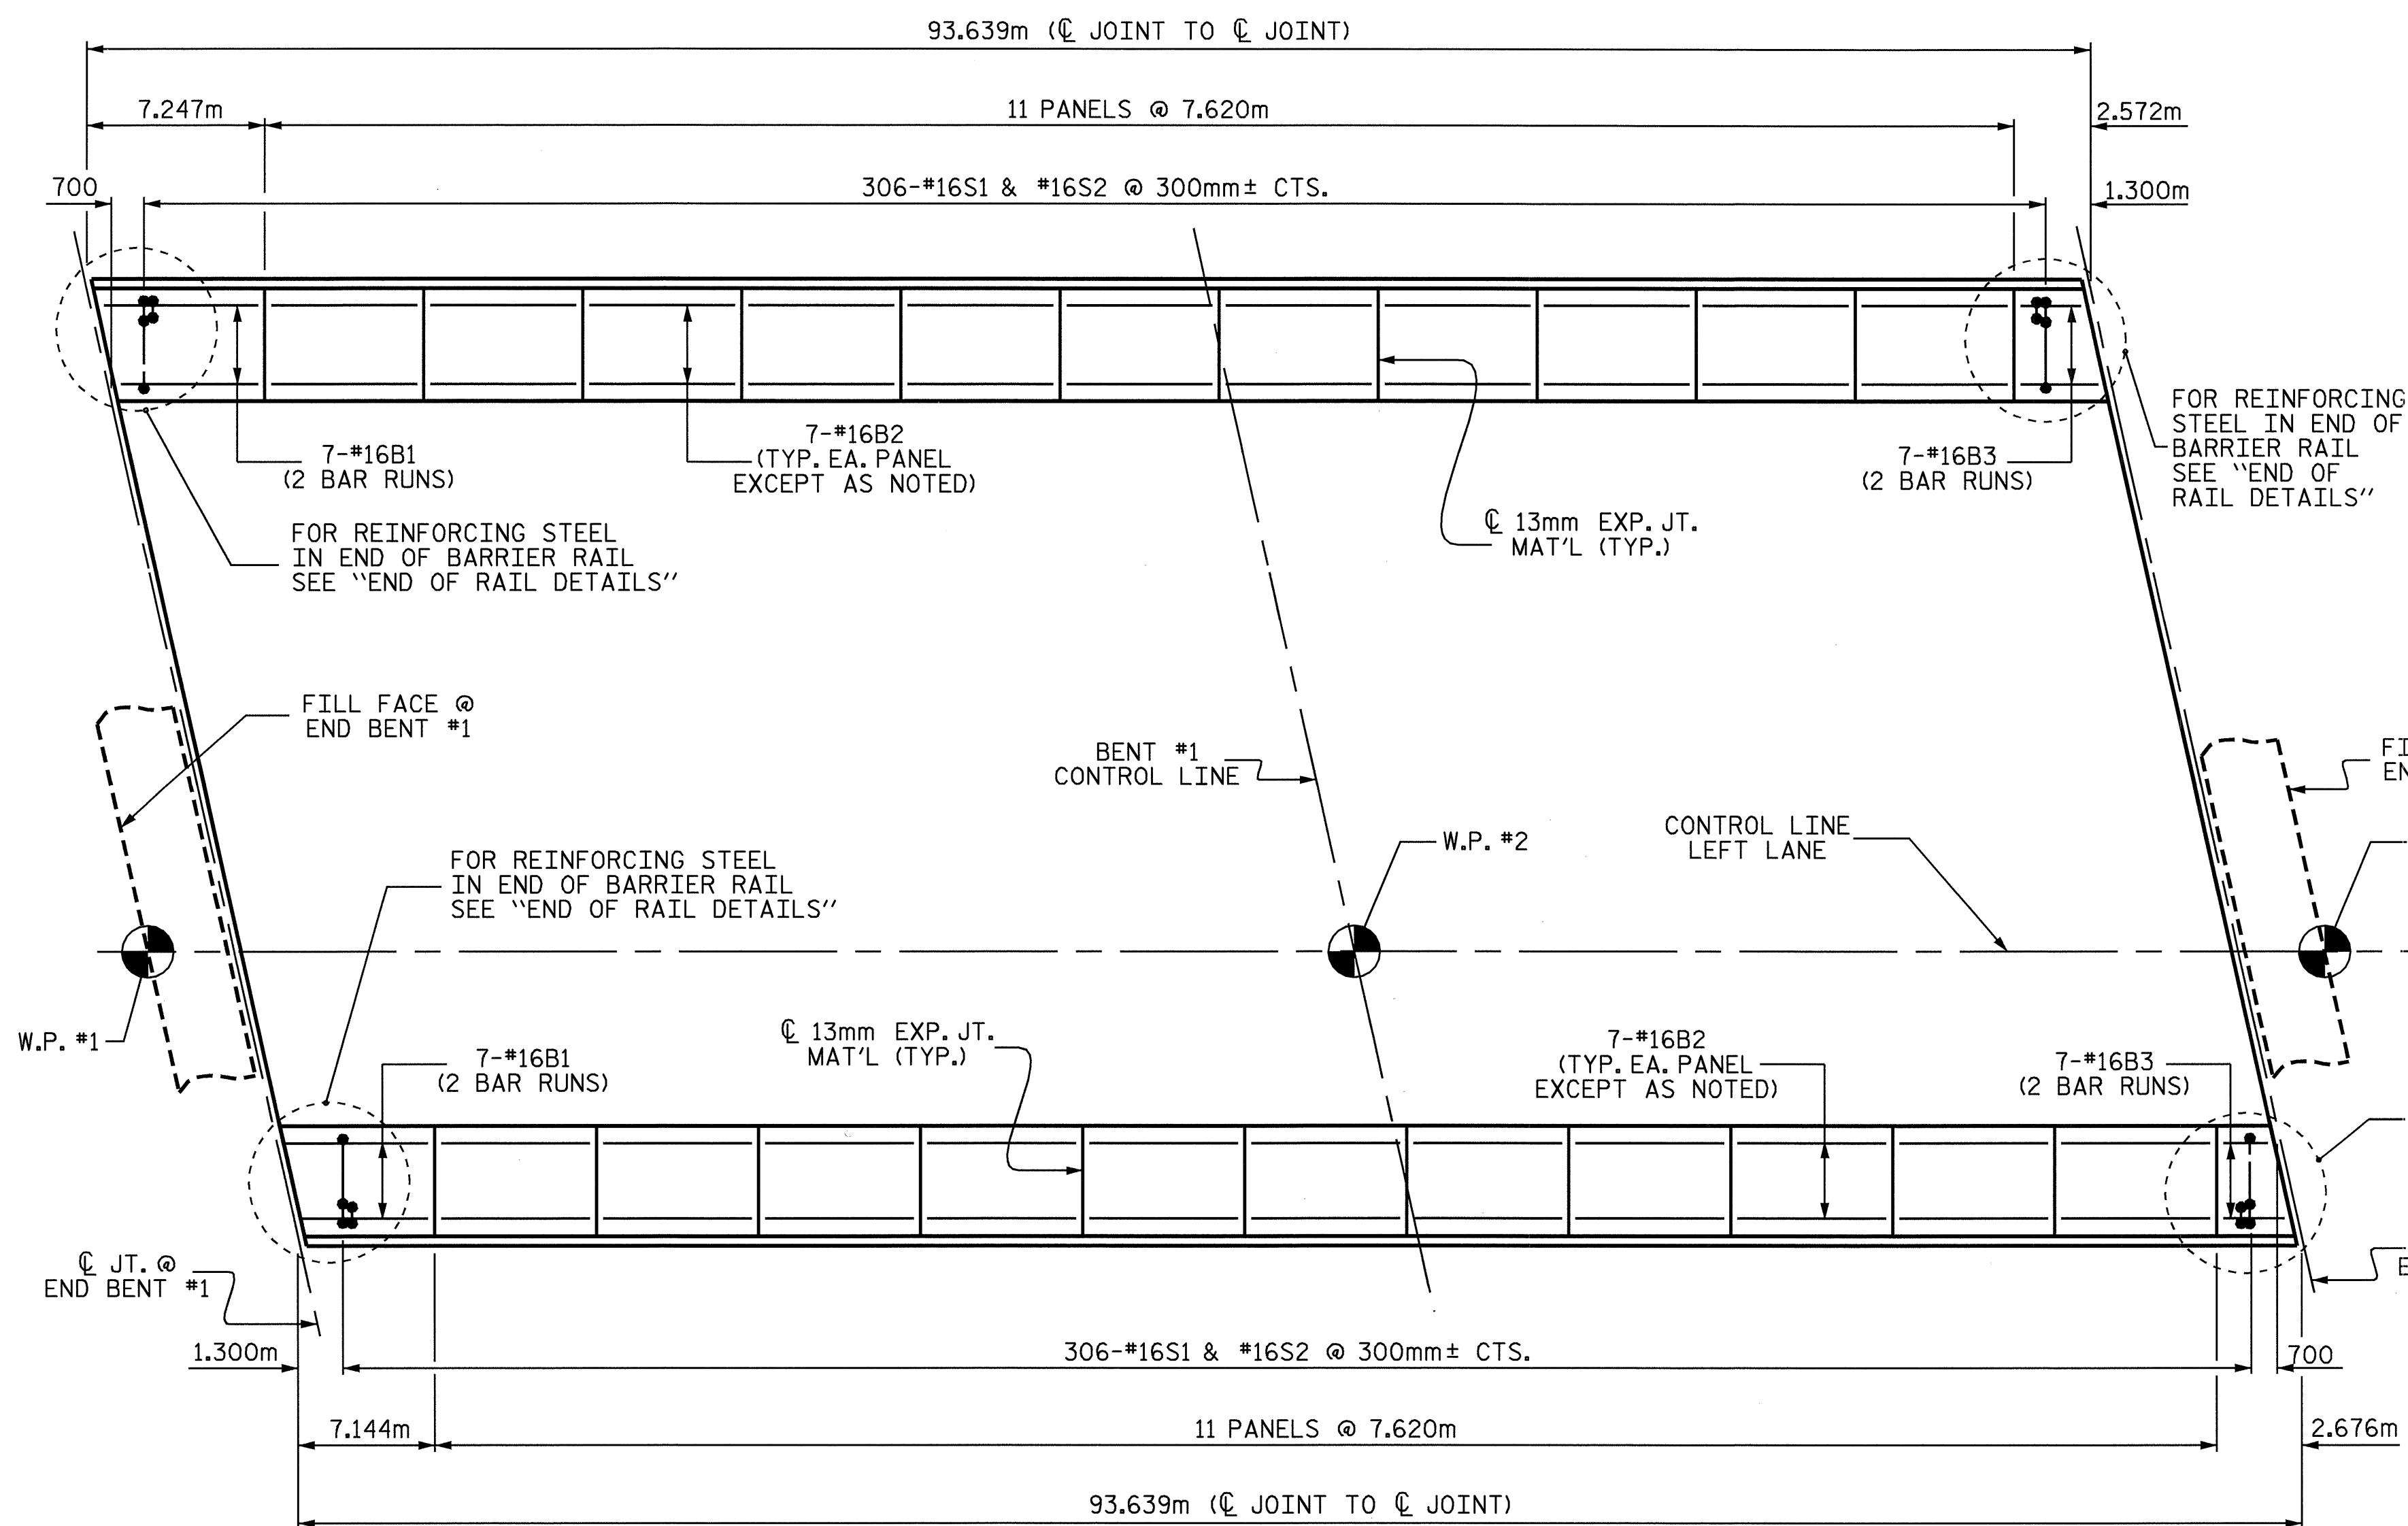 93.639m (℄ JOINT TO ℄ JOINT)
7.247m
11 PANELS @ 7.620m
2.572m
700
306-#16S1 & #16S2 @ 300mm± CTS.
1.300m
7-#16B1
(2 BAR RUNS)
7-#16B2
(TYP. EA. PANEL
EXCEPT AS NOTED)
7-#16B3
(2 BAR RUNS)
FOR REINFORCING
STEEL IN END OF
BARRIER RAIL
SEE "END OF
RAIL DETAILS"
℄ 13mm EXP. JT.
MAT'L (TYP.)
FOR REINFORCING STEEL
IN END OF BARRIER RAIL
SEE "END OF RAIL DETAILS"
FILL FACE @
END BENT #1
BENT #1
CONTROL LINE
W.P. #2
CONTROL LINE
LEFT LANE
FOR REINFORCING STEEL
IN END OF BARRIER RAIL
SEE "END OF RAIL DETAILS"
W.P. #1
7-#16B1
(2 BAR RUNS)
℄ 13mm EXP. JT.
MAT'L (TYP.)
7-#16B2
(TYP. EA. PANEL
EXCEPT AS NOTED)
7-#16B3
(2 BAR RUNS)
℄ JT. @
END BENT #1
1.300m
306-#16S1 & #16S2 @ 300mm± CTS.
700
7.144m
11 PANELS @ 7.620m
2.676m
93.639m (℄ JOINT TO ℄ JOINT)